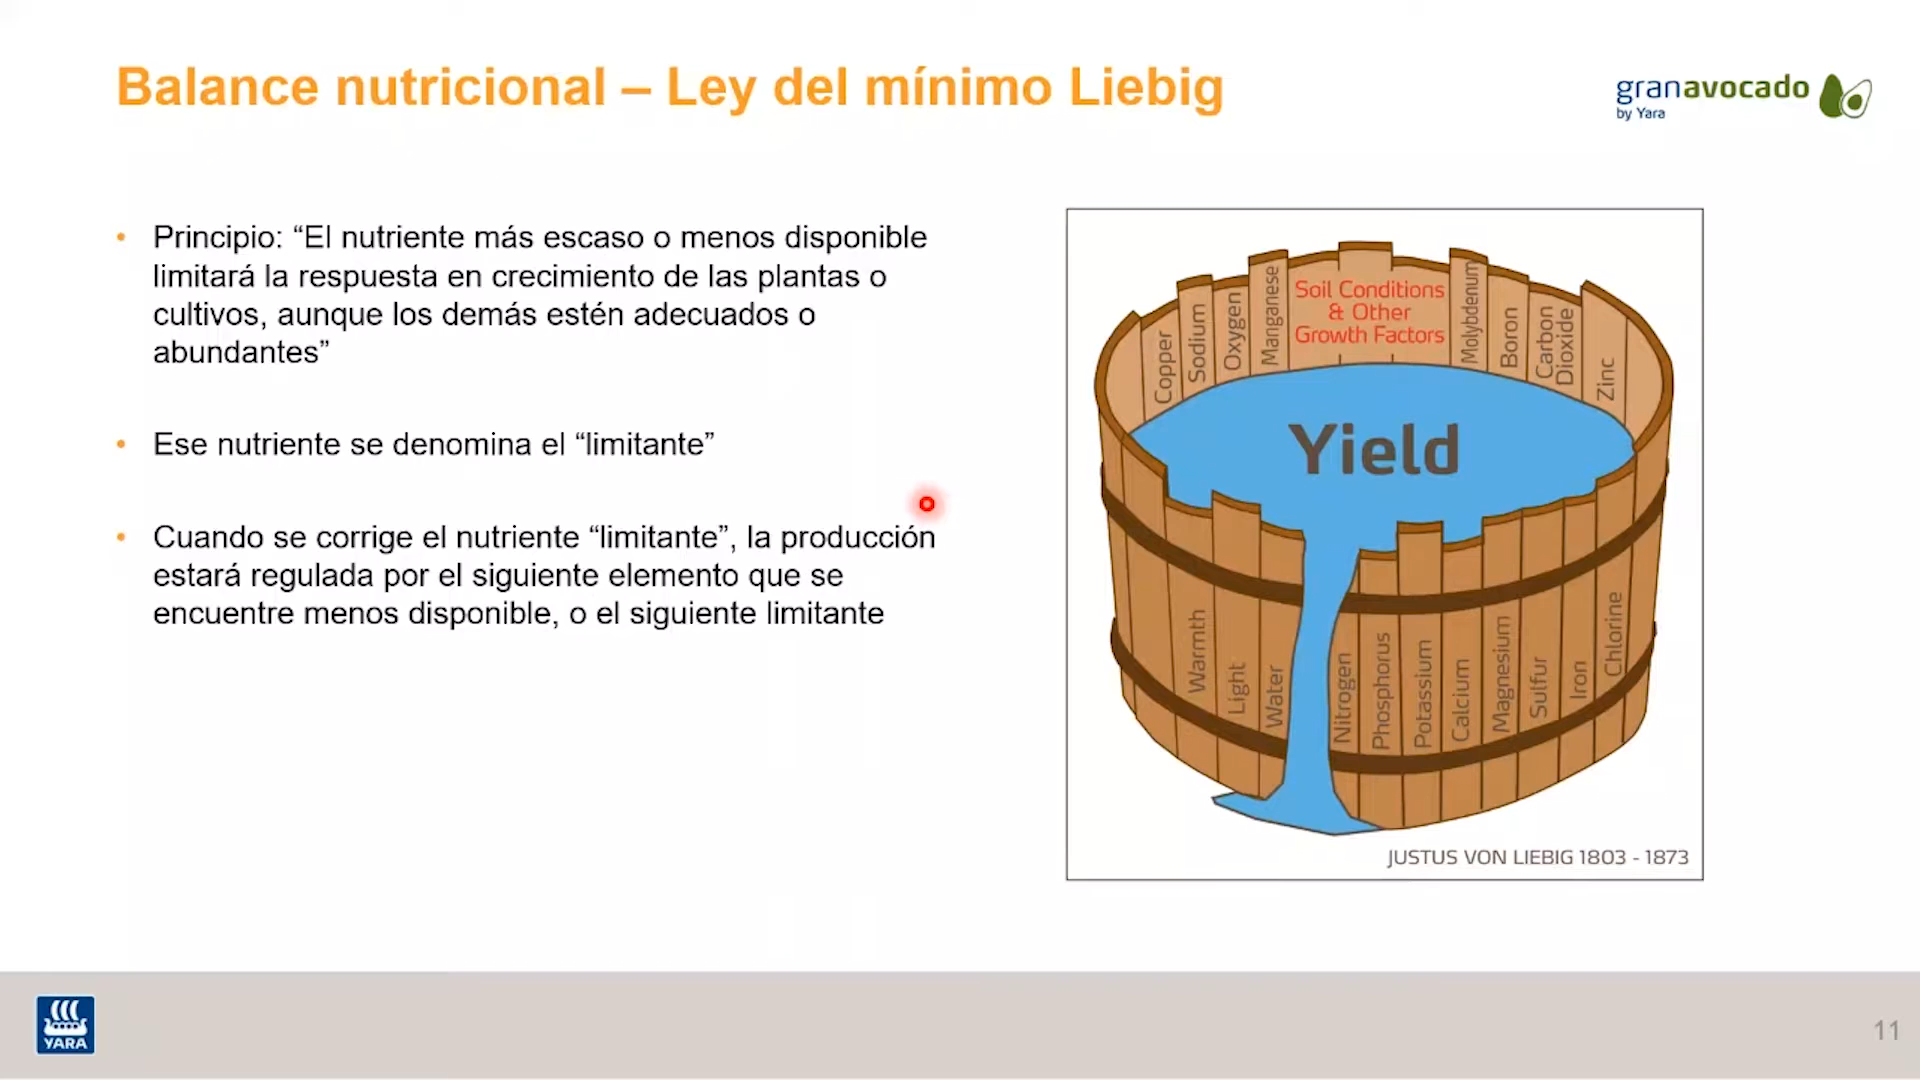 Balance nutricional – Ley del mínimo Liebig
granavocado
by Yara
• Principio: “El nutriente más escaso o menos disponible
limitará la respuesta en crecimiento de las plantas o
cultivos, aunque los demás estén adecuados o
abundantes”
• Ese nutriente se denomina el “limitante”
• Cuando se corrige el nutriente “limitante”, la producción
estará regulada por el siguiente elemento que se
encuentre menos disponible, o el siguiente limitante
Copper
Sodium
Oxygen
Manganese
Soil Conditions
& Other
Growth Factors
Molybdenum
Boron
Carbon
Dioxide
Zinc
Yield
Warmth
Light
Water
Nitrogen
Phosphorus
Potassium
Calcium
Magnesium
Sulfur
Iron
Chlorine
JUSTUS VON LIEBIG 1803 - 1873
YARA
11